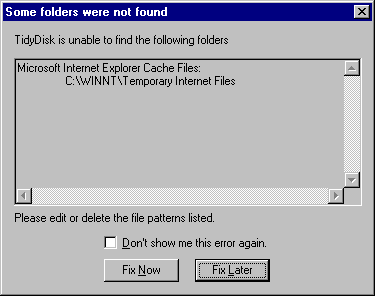 Some folders were not found
TidyDisk is unable to find the following folders
Microsoft Internet Explorer Cache Files:
C:\WINNT\Temporary Internet Files
Please edit or delete the file patterns listed.
Don't show me this error again.
Fix Now
Fix Later